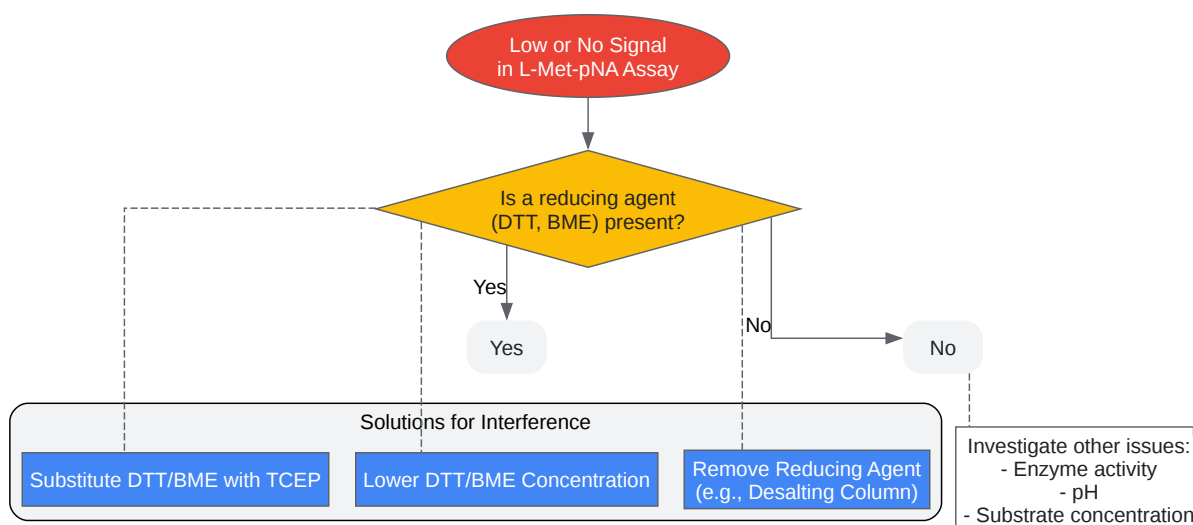 Low or No Signal
in L-Met-pNA Assay
Is a reducing agent
(DTT, BME) present?
Yes
No
Yes
No
Solutions for Interference
Substitute DTT/BME with TCEP
Lower DTT/BME Concentration
Remove Reducing Agent
(e.g., Desalting Column)
Investigate other issues:
- Enzyme activity
- pH
- Substrate concentration